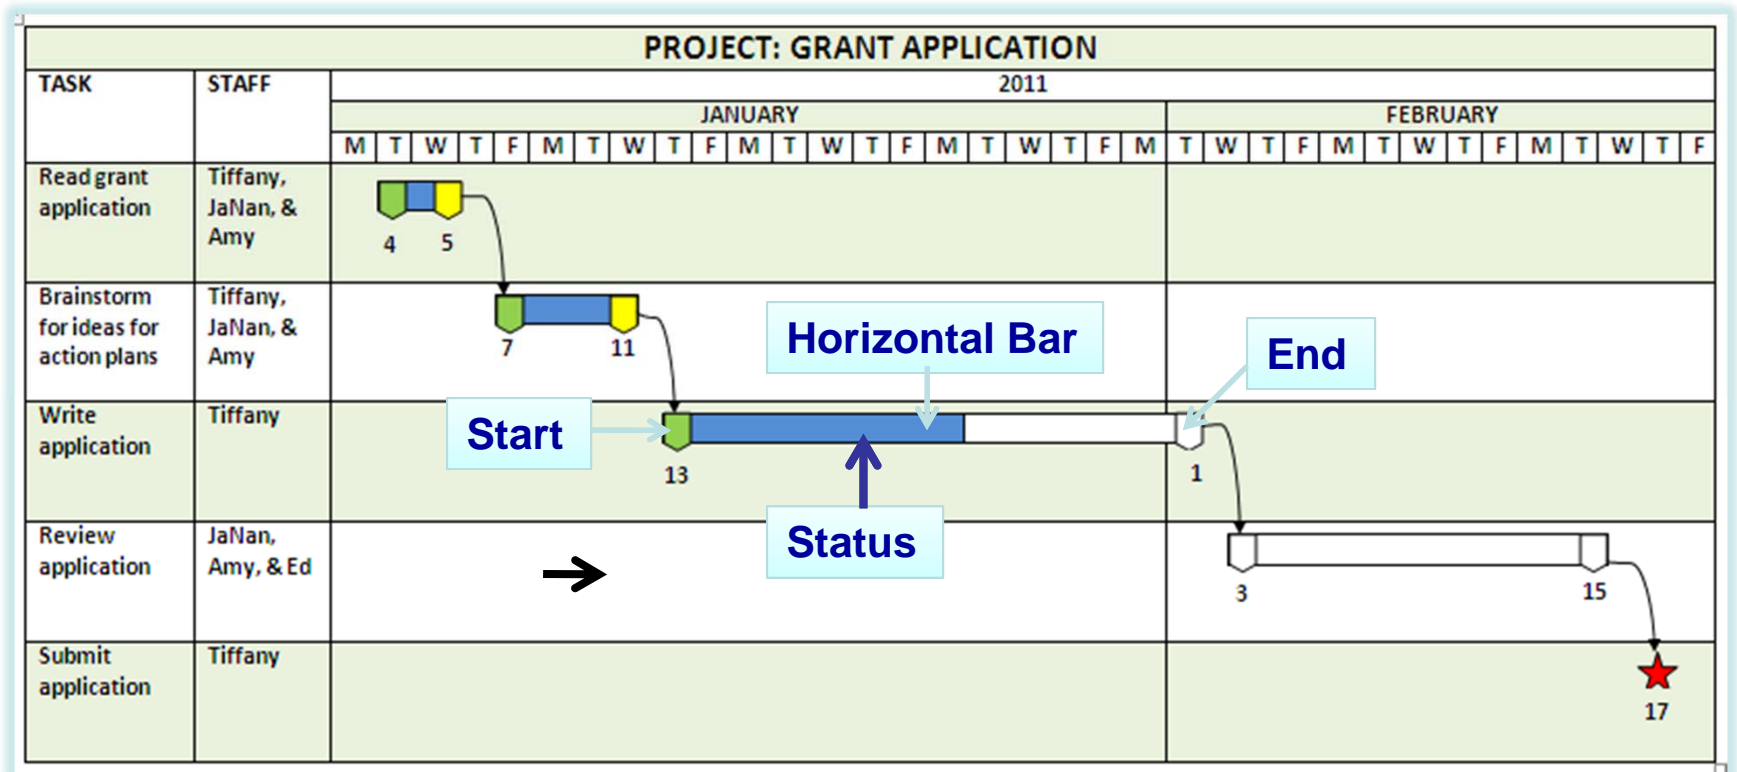 PROJECT: GRANT APPLICATION
TASK STAFF 2011
JANUARY FEBRUARY
M T W T F M T W T F M T W T F M T W T F M T W T F M T W T F M T W T F
Read grant
application
Tiffany,
JaNan, &
Amy
4 5
Brainstorm
for ideas for
action plans
Tiffany,
JaNan, &
Amy
7 11
Horizontal Bar
End
Write
application
Tiffany
Start
13 1
Status
Review
application
JaNan,
Amy, & Ed
3 15
Submit
application
Tiffany
17